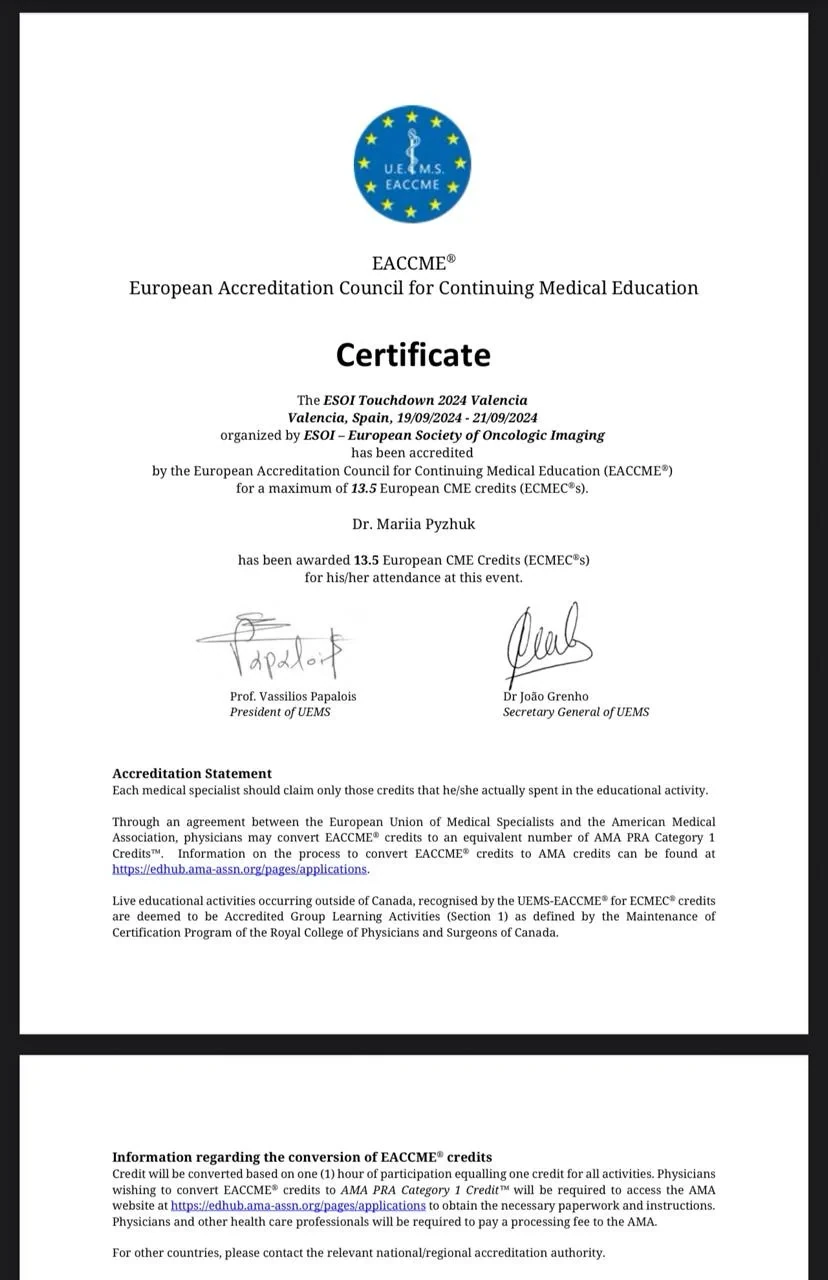 U.E.M.S.
EACCME
EACCME®
European Accreditation Council for Continuing Medical Education
Certificate
The ESOI Touchdown 2024 Valencia
Valencia, Spain, 19/09/2024 - 21/09/2024
organized by ESOI – European Society of Oncologic Imaging
has been accredited
by the European Accreditation Council for Continuing Medical Education (EACCME®)
for a maximum of 13.5 European CME credits (ECMEC®s).
Dr. Mariia Pyzhuk
has been awarded 13.5 European CME Credits (ECMEC®s)
for his/her attendance at this event.
Prof. Vassilios Papalois
President of UEMS
Dr João Grenho
Secretary General of UEMS
Accreditation Statement
Each medical specialist should claim only those credits that he/she actually spent in the educational activity.
Through an agreement between the European Union of Medical Specialists and the American Medical
Association, physicians may convert EACCME® credits to an equivalent number of AMA PRA Category 1
Credits™. Information on the process to convert EACCME® credits to AMA credits can be found at
https://edhub.ama-assn.org/pages/applications.
Live educational activities occurring outside of Canada, recognised by the UEMS-EACCME® for ECMEC® credits
are deemed to be Accredited Group Learning Activities (Section 1) as defined by the Maintenance of
Certification Program of the Royal College of Physicians and Surgeons of Canada.
Information regarding the conversion of EACCME® credits
Credit will be converted based on one (1) hour of participation equalling one credit for all activities. Physicians
wishing to convert EACCME® credits to AMA PRA Category 1 Credit™ will be required to access the AMA
website at https://edhub.ama-assn.org/pages/applications to obtain the necessary paperwork and instructions.
Physicians and other health care professionals will be required to pay a processing fee to the AMA.
For other countries, please contact the relevant national/regional accreditation authority.